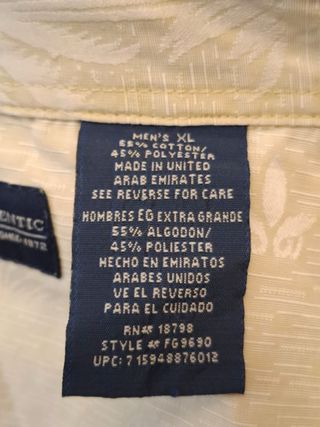 MEN'S XL
55% COTTON/
45% POLYESTER
MADE IN UNITED
ARAB EMIRATES
SEE REVERSE FOR CARE
HOMBRES EG EXTRA GRANDE
55% ALGODON/
45% POLIESTER
HECHO EN EMIRATOS
ARABES UNIDOS
VE EL REVERSO
PARA EL CUIDADO
RN# 18798
STYLE # FG9690
UPC: 715948876012
ENTIC
SINCE 1872